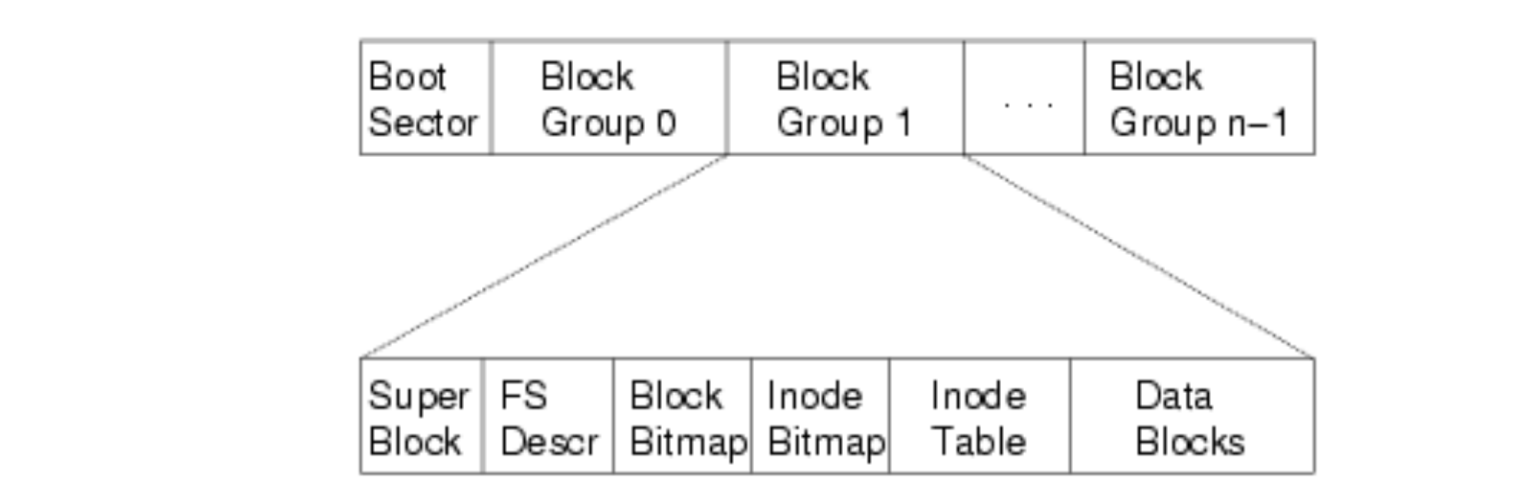 Boot Sector
Block Group 0
Block Group 1
. . .
Block Group n–1
Super Block
FS Descr
Block Bitmap
Inode Bitmap
Inode Table
Data Blocks